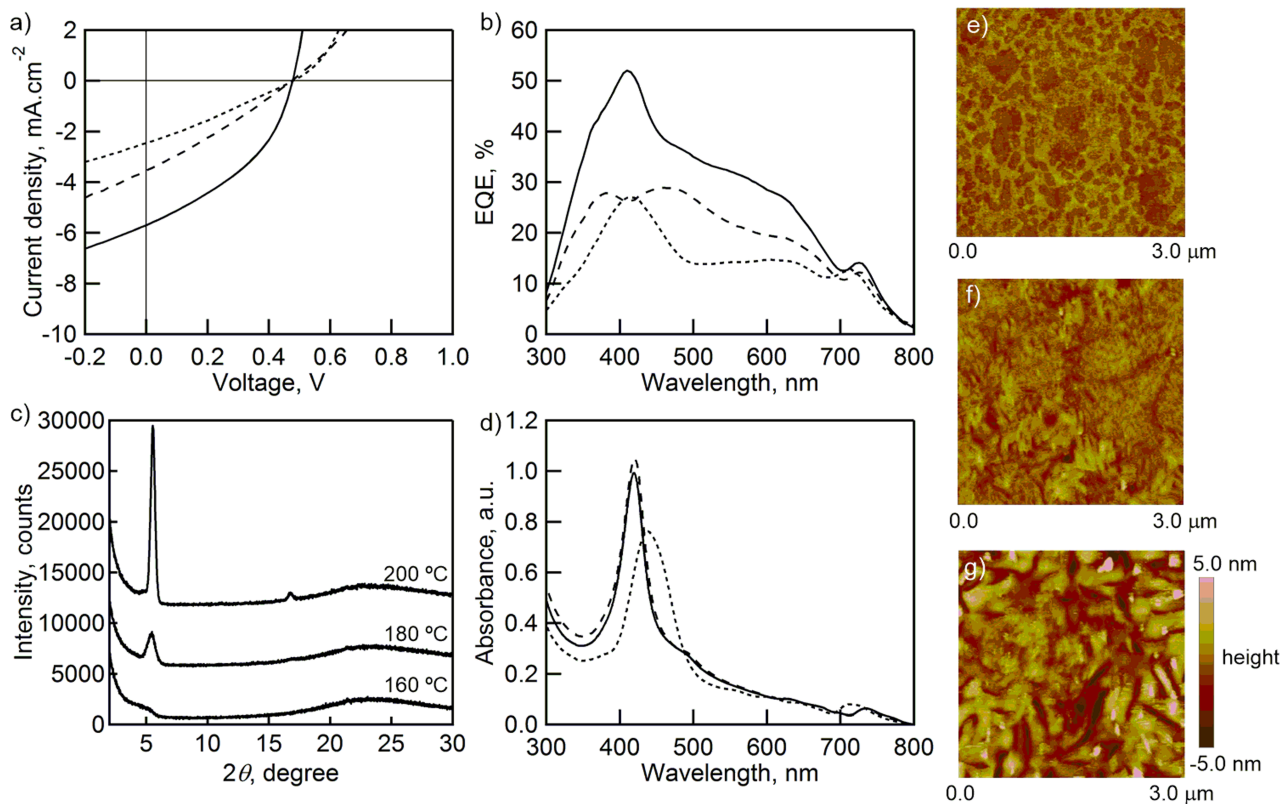 a)
2
0
-2
-4
-6
-8
-10
Current density, mA.cm-2
-0.2
0.0
0.2
0.4
0.6
0.8
1.0
Voltage, V
b)
60
50
40
30
20
10
0
EQE, %
300
400
500
600
700
800
Wavelength, nm
c)
30000
25000
20000
15000
10000
5000
0
Intensity, counts
200 ºC
180 ºC
160 ºC
5
10
15
20
25
30
2θ, degree
d)
1.2
1.0
0.8
0.6
0.4
0.2
0.0
Absorbance, a.u.
300
400
500
600
700
800
Wavelength, nm
e)
0.0
3.0 µm
f)
0.0
3.0 µm
g)
0.0
3.0 µm
5.0 nm
height
-5.0 nm